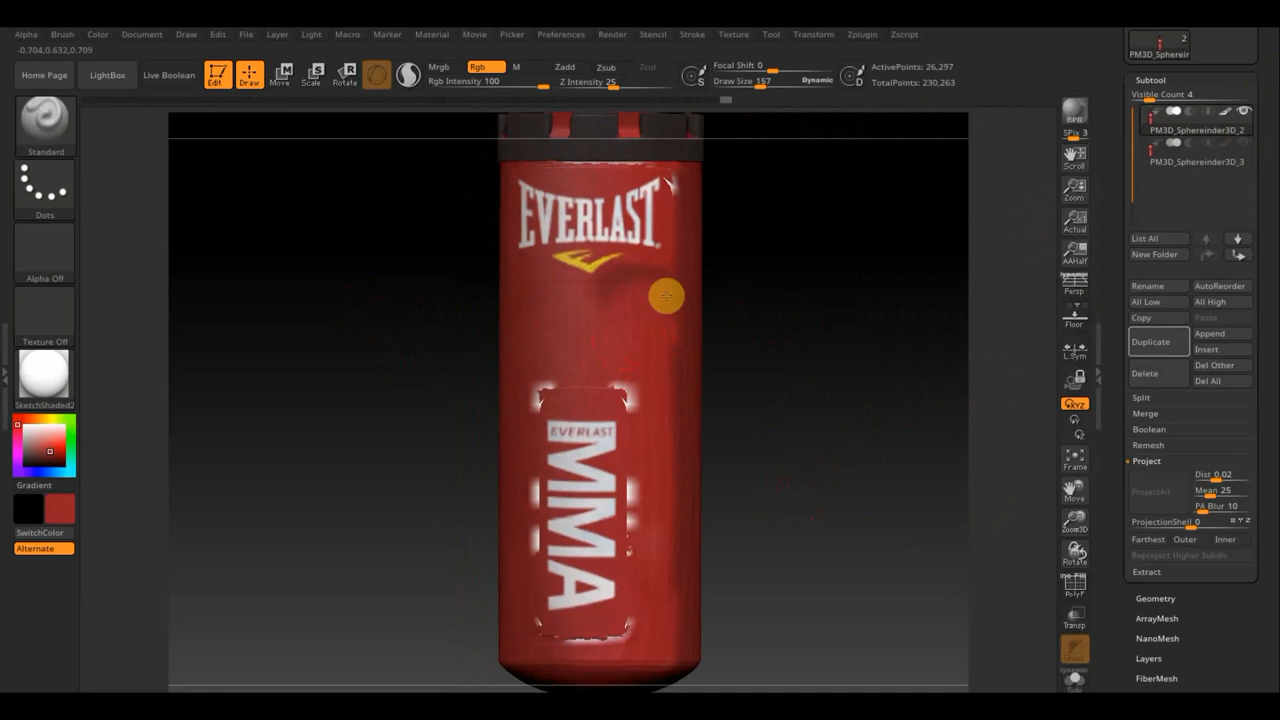 Alpha Brush Color Document Draw Edit File Layer Light Macro Marker Material Movie Picker Preferences Render Stencil Stroke Texture Tool Transform Zplugin Zscript
-0.704,0.632,0.709
Home Page LightBox Live Boolean Edit Draw Move Scale Rotate
M S R
Mrgb Rgb M Zadd Zsub Zcut
Rgb Intensity 100 Z Intensity 25
S Focal Shift 0 D ActivePoints: 26,297
Draw Size 157 Dynamic TotalPoints: 230,263
Standard
Dots
Alpha Off
Texture Off
SketchShaded2
Gradient
SwitchColor
Alternate
EVERLAST
EVERLAST
MMA
BPR
SPix 3
Scroll
Zoom
Actual
AAHalf
Dynamic
Persp
Floor
L.Sym
XYZ
Y
Z
Frame
Move
Zoom3D
Rotate
PolyF
Transp
Ghost
Dynamic
Solo
2
PM3D_Spherein
Subtool
Visible Count 4
PM3D_Sphereinder3D_2
PM3D_Sphereinder3D_3
List All
New Folder
Rename AutoReorder
All Low All High
Copy Paste
Duplicate Append
Insert
Delete Del Other
Del All
Split
Merge
Boolean
Remesh
Project
ProjectAll Dist 0.02
Mean 25
PA Blur 10
ProjectionShell 0 X Y Z
Farthest Outer Inner
Reproject Higher Subdiv
Extract
Geometry
ArrayMesh
NanoMesh
Layers
FiberMesh